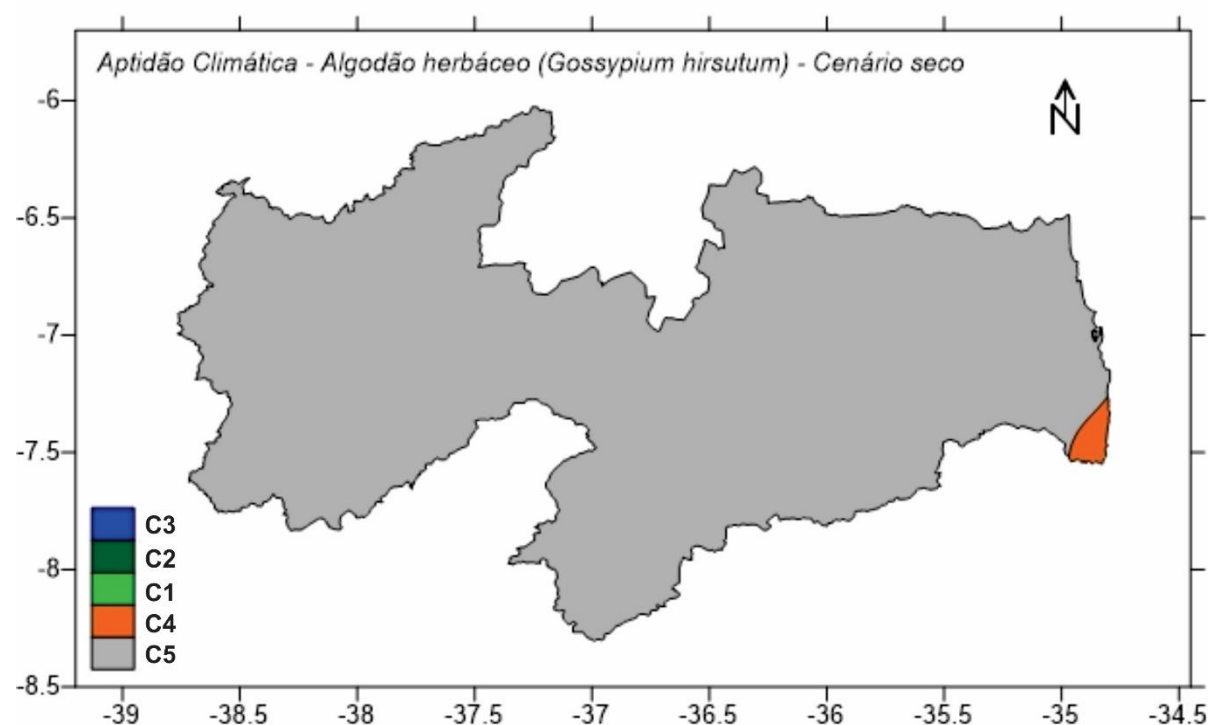 Aptidão Climática - Algodão herbáceo (Gossypium hirsutum) - Cenário seco
N
-6
-6.5
-7
-7.5
-8
-8.5
C3
C2
C1
C4
C5
-39 -38.5 -38 -37.5 -37 -36.5 -36 -35.5 -35 -34.5